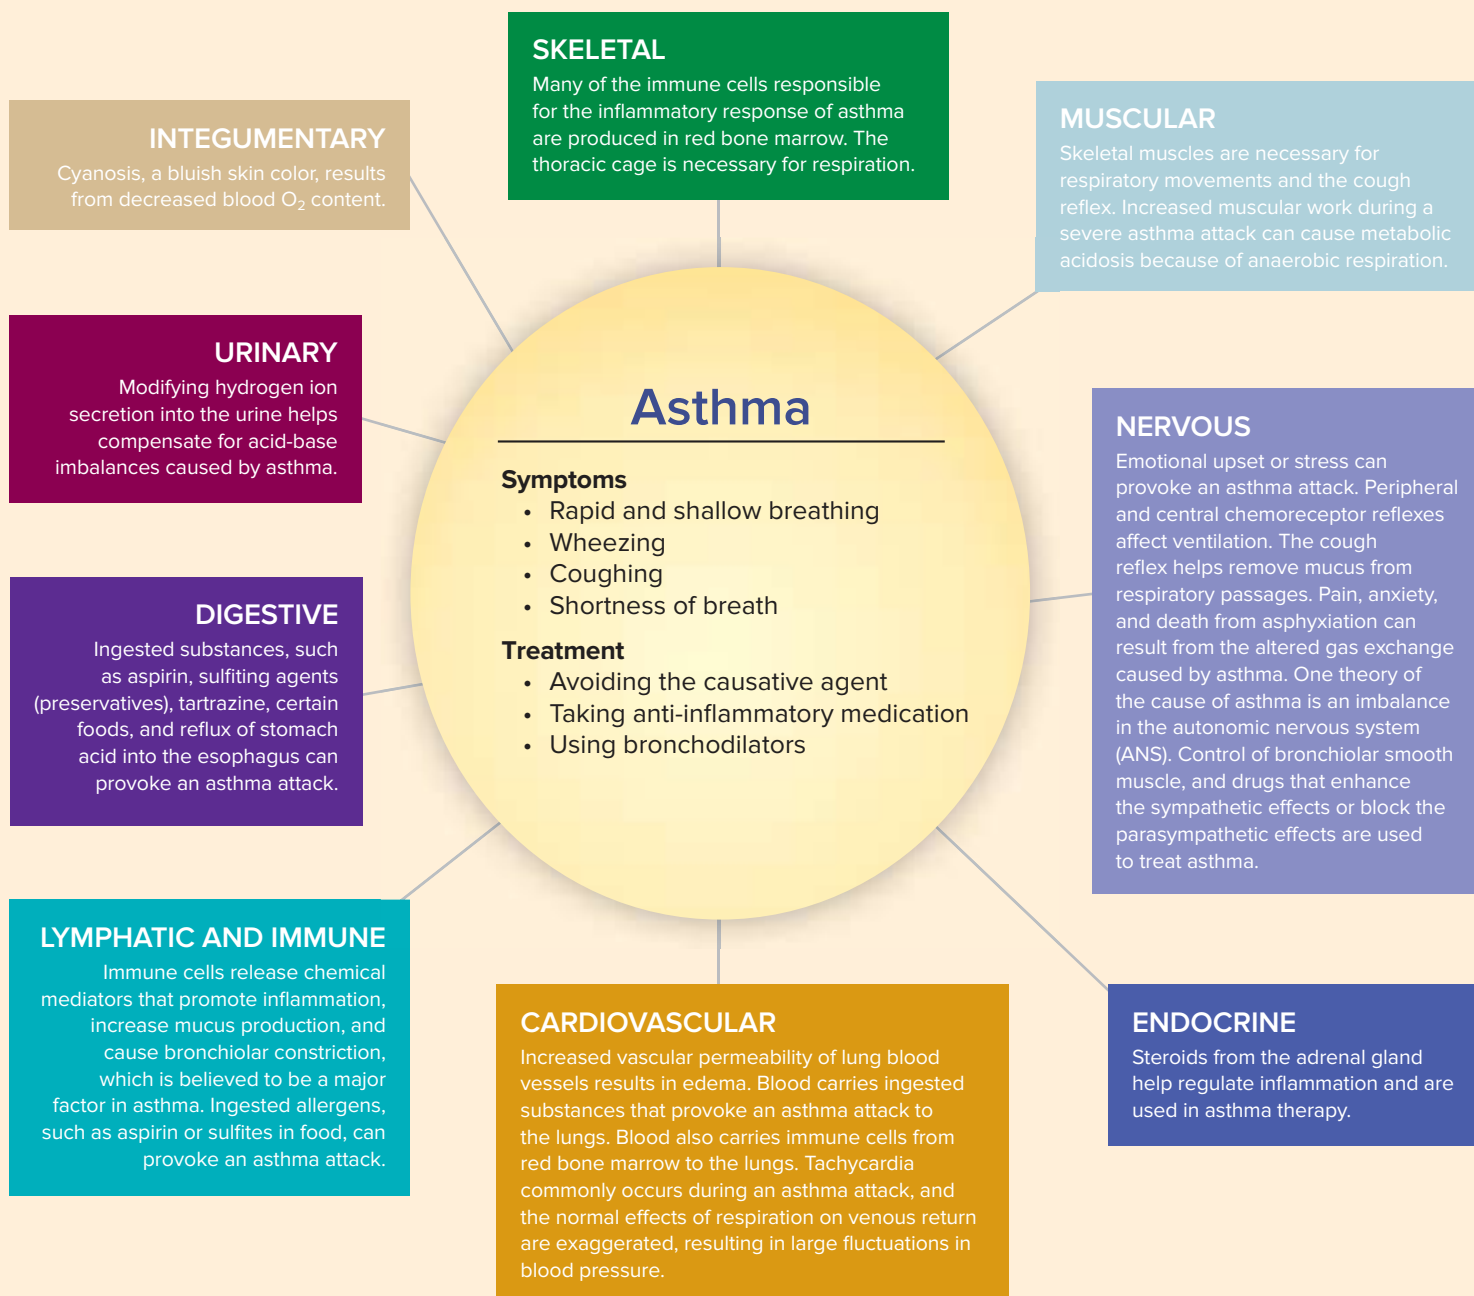 SKELETAL
Many of the immune cells responsible
for the inflammatory response of asthma
are produced in red bone marrow. The
thoracic cage is necessary for respiration.
INTEGUMENTARY
Cyanosis, a bluish skin color, results
from decreased blood O₂ content.
MUSCULAR
Skeletal muscles are necessary for
respiratory movements and the cough
reflex. Increased muscular work during a
severe asthma attack can cause metabolic
acidosis because of anaerobic respiration.
URINARY
Modifying hydrogen ion
secretion into the urine helps
compensate for acid-base
imbalances caused by asthma.
Asthma
Symptoms
• Rapid and shallow breathing
• Wheezing
• Coughing
• Shortness of breath
Treatment
• Avoiding the causative agent
• Taking anti-inflammatory medication
• Using bronchodilators
NERVOUS
Emotional upset or stress can
provoke an asthma attack. Peripheral
and central chemoreceptor reflexes
affect ventilation. The cough
reflex helps remove mucus from
respiratory passages. Pain, anxiety,
and death from asphyxiation can
result from the altered gas exchange
caused by asthma. One theory of
the cause of asthma is an imbalance
in the autonomic nervous system
(ANS). Control of bronchiolar smooth
muscle, and drugs that enhance
the sympathetic effects or block the
parasympathetic effects are used
to treat asthma.
DIGESTIVE
Ingested substances, such
as aspirin, sulfiting agents
(preservatives), tartrazine, certain
foods, and reflux of stomach
acid into the esophagus can
provoke an asthma attack.
LYMPHATIC AND IMMUNE
Immune cells release chemical
mediators that promote inflammation,
increase mucus production, and
cause bronchiolar constriction,
which is believed to be a major
factor in asthma. Ingested allergens,
such as aspirin or sulfites in food, can
provoke an asthma attack.
CARDIOVASCULAR
Increased vascular permeability of lung blood
vessels results in edema. Blood carries ingested
substances that provoke an asthma attack to
the lungs. Blood also carries immune cells from
red bone marrow to the lungs. Tachycardia
commonly occurs during an asthma attack, and
the normal effects of respiration on venous return
are exaggerated, resulting in large fluctuations in
blood pressure.
ENDOCRINE
Steroids from the adrenal gland
help regulate inflammation and are
used in asthma therapy.